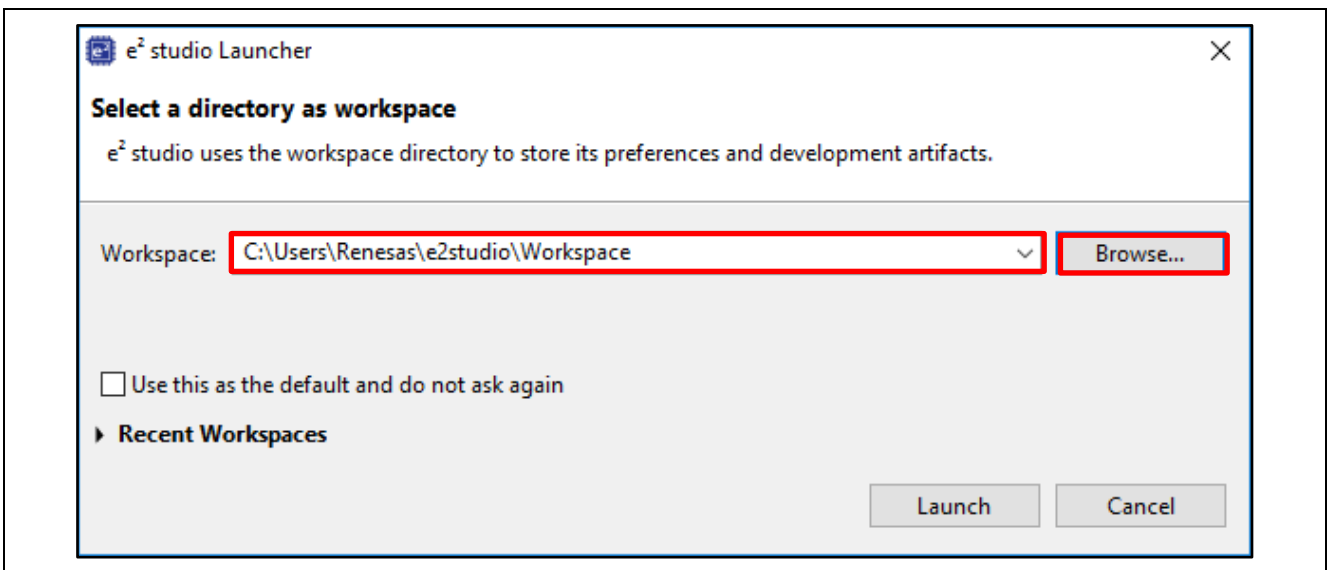 e² studio Launcher
Select a directory as workspace
e² studio uses the workspace directory to store its preferences and development artifacts.
Workspace: C:\Users\Renesas\e2studio\Workspace Browse...
Use this as the default and do not ask again
Recent Workspaces
Launch Cancel